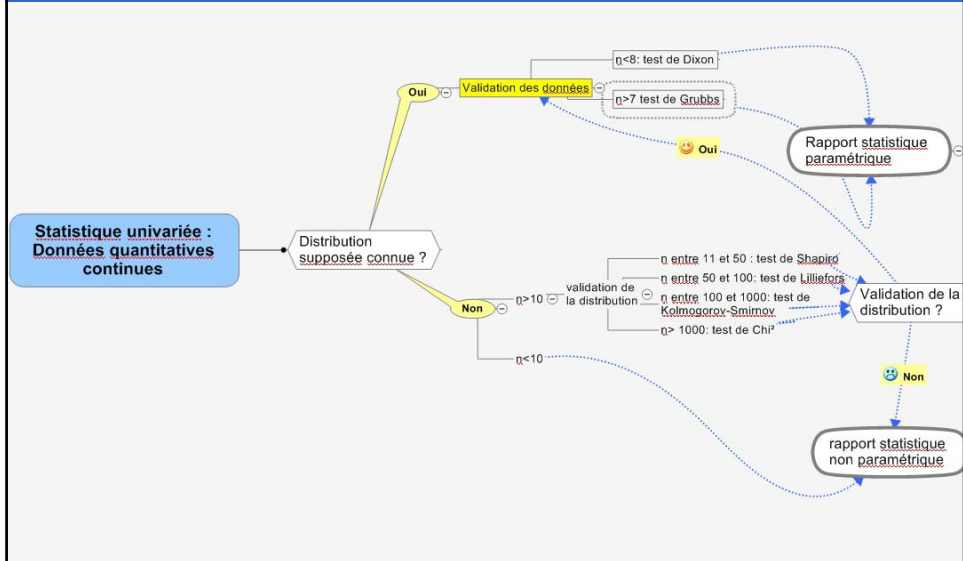 n<8: test de Dixon
Oui
Validation des données
n>7 test de Grubbs
Oui
Rapport statistique
paramétrique
Statistique univariée :
Données quantitatives
continues
Distribution
supposée connue ?
n entre 11 et 50 : test de Shapiro
n entre 50 et 100: test de Lilliefors
n entre 100 et 1000: test de
Kolmogorov-Smirnov
n> 1000: test de Chi²
validation de
la distribution
n>10
Non
Validation de la
distribution ?
n<10
Non
rapport statistique
non paramétrique